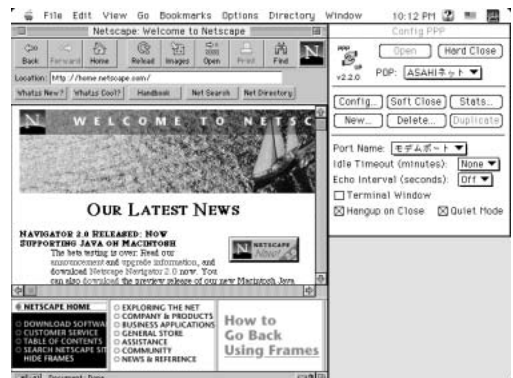 File Edit View Go Bookmarks Options Directory Window 10:12 PM
Netscape: Welcome to Netscape
Back Forward Home Reload Images Open Print Find N
Location: http://home.netscape.com/
What's New? What's Cool? Handbook Net Search Net Directory
N WELCOME TO NETSC
OUR LATEST NEWS
NAVIGATOR 2.0 RELEASED: NOW
SUPPORTING JAVA ON MACINTOSH
The beta testing is over: Read our
announcement and upgrade information, and
download Netscape Navigator 2.0 now. You
can also download the preview release of our new Macintosh Java
N NETSCAPE
Now!
NETSCAPE HOME
DOWNLOAD SOFTWA
CUSTOMER SERVICE
TABLE OF CONTENTS
SEARCH NETSCAPE SIT
HIDE FRAMES
EXPLORING THE NET
COMPANY & PRODUCTS
BUSINESS APPLICATIONS
GENERAL STORE
ASSISTANCE
COMMUNITY
NEWS & REFERENCE
How to
Go Back
Using Frames
Document: Done.
Config PPP
PPP
v2.2.0
Open Hard Close
POP: ASAHIネット
Config... Soft Close Stats...
New... Delete... Duplicate
Port Name: モデムポート
Idle Timeout (minutes): None
Echo Interval (seconds): Off
Terminal Window
Hangup on Close Quiet Mode